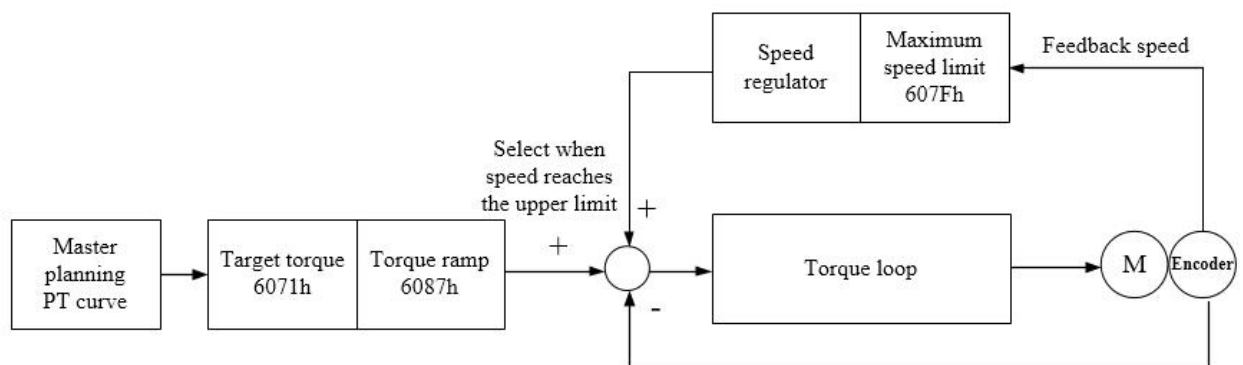 Speed
regulator
Maximum
speed limit
607Fh
Feedback speed
Select when
speed reaches
the upper limit
+
+
-
Master
planning
PT curve
Target torque
6071h
Torque ramp
6087h
Torque loop
M
Encoder